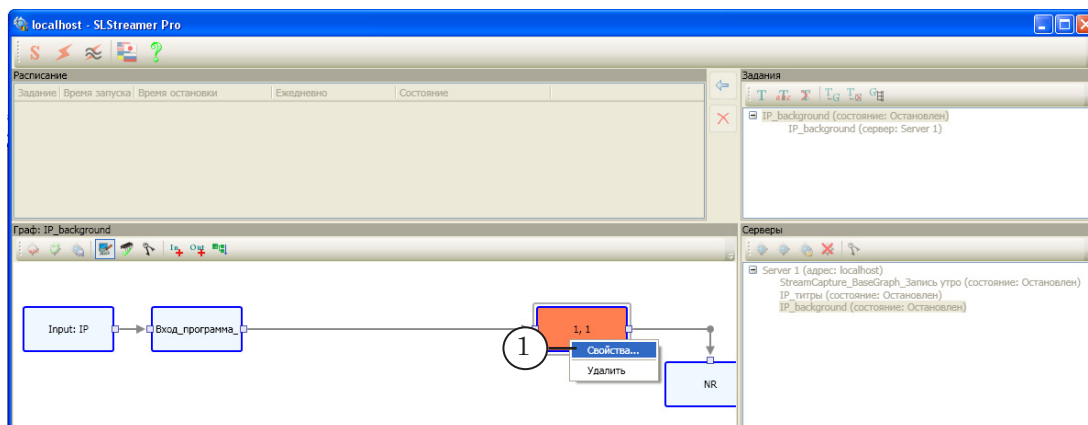 localhost - SLStreamer Pro
S
Расписание
Задание Время запуска Время остановки Ежедневно Состояние
Задания
IP_background (состояние: Остановлен)
IP_background (сервер: Server 1)
Граф: IP_background
In Out
Input: IP
Вход_программа_
1, 1
1
Свойства...
Удалить
NR
Серверы
Server 1 (адрес: localhost)
StreamCapture_BaseGraph_Запись утро (состояние: Остановлен)
IP_титры (состояние: Остановлен)
IP_background (состояние: Остановлен)